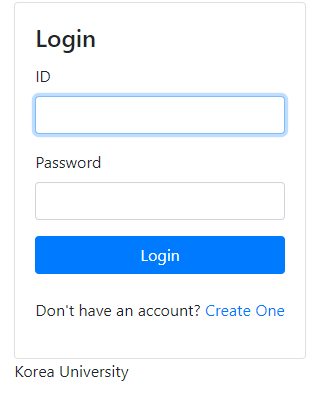 Login
ID
Password
Login
Don't have an account? Create One
Korea University